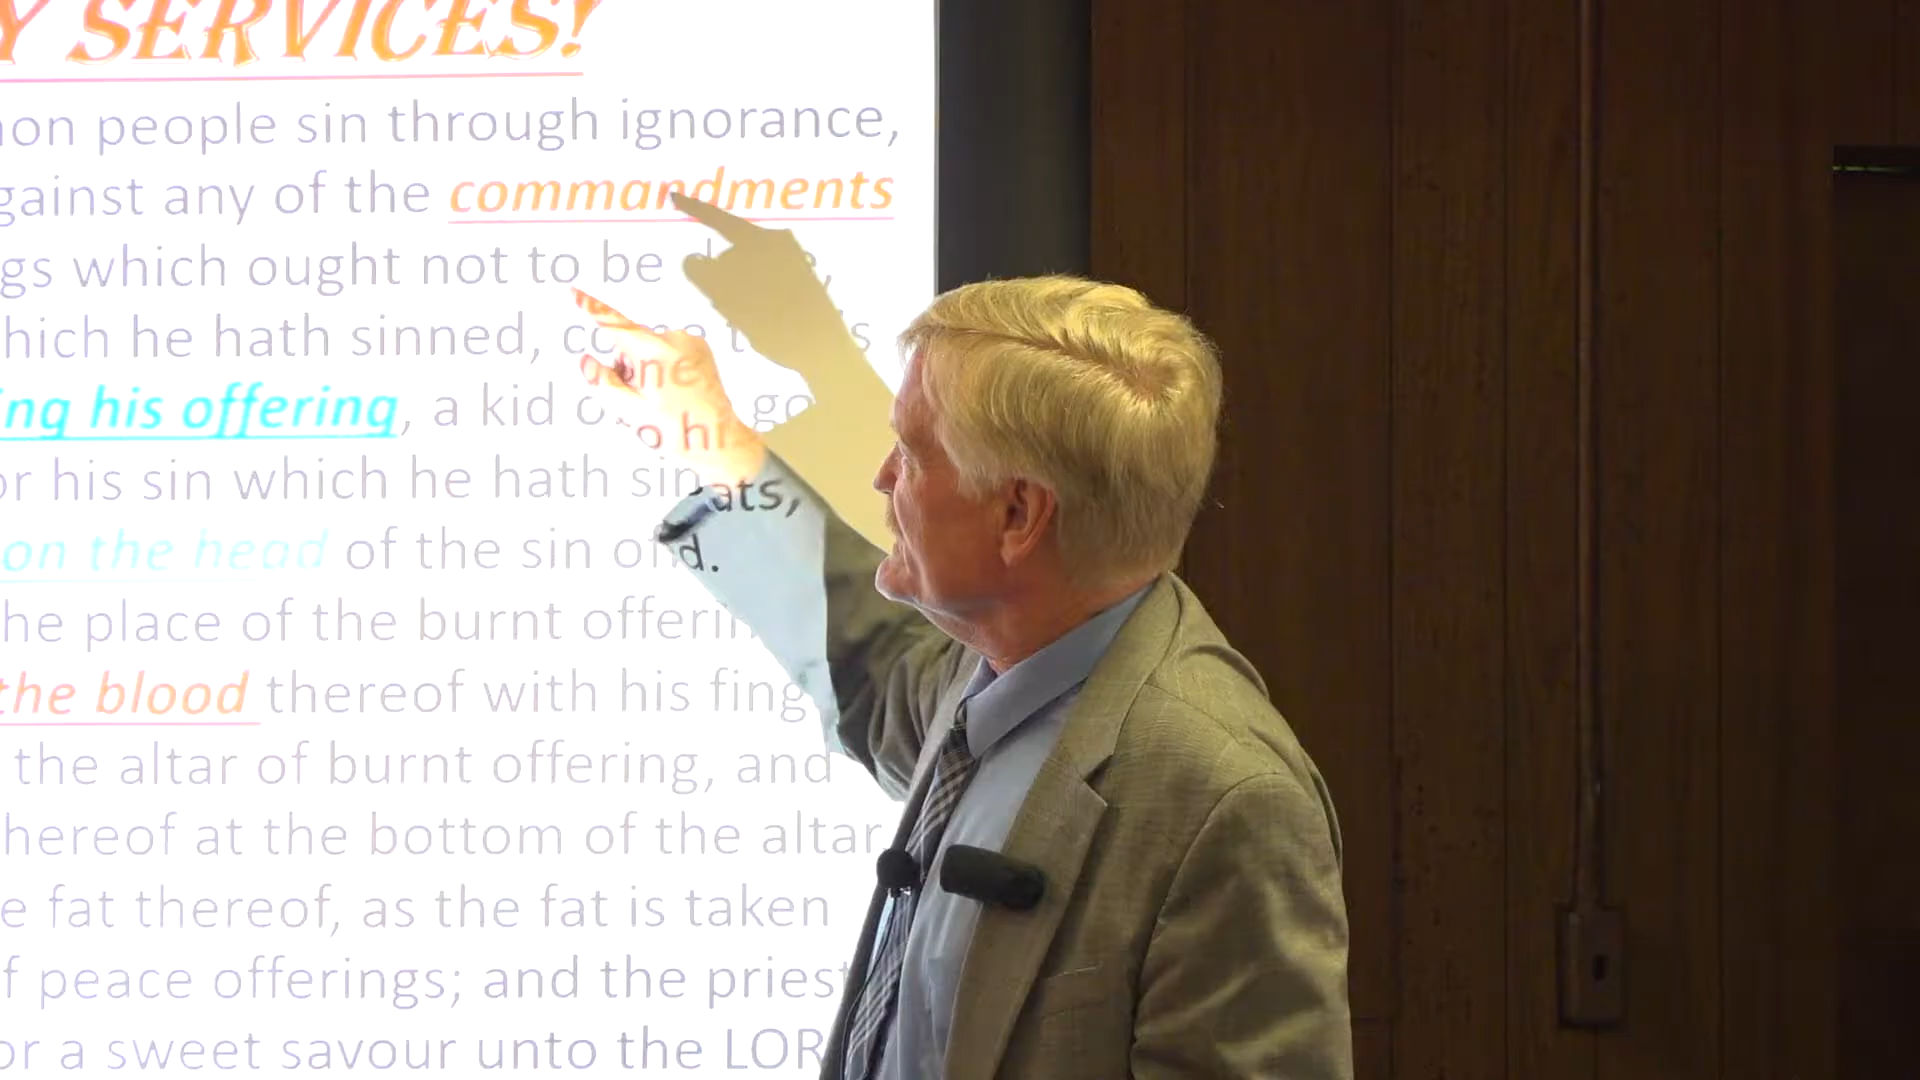 Y SERVICES!
on people sin through ignorance,
gainst any of the commandments
gs which ought not to be
hich he hath sinned,
ing his offering, a kid
or his sin which he hath
on the head of the sin
he place of the burnt
the blood thereof with his
the altar of burnt offering, and
hereof at the bottom of the altar
e fat thereof, as the fat is taken
f peace offerings; and the priest
or a sweet savour unto the LOR